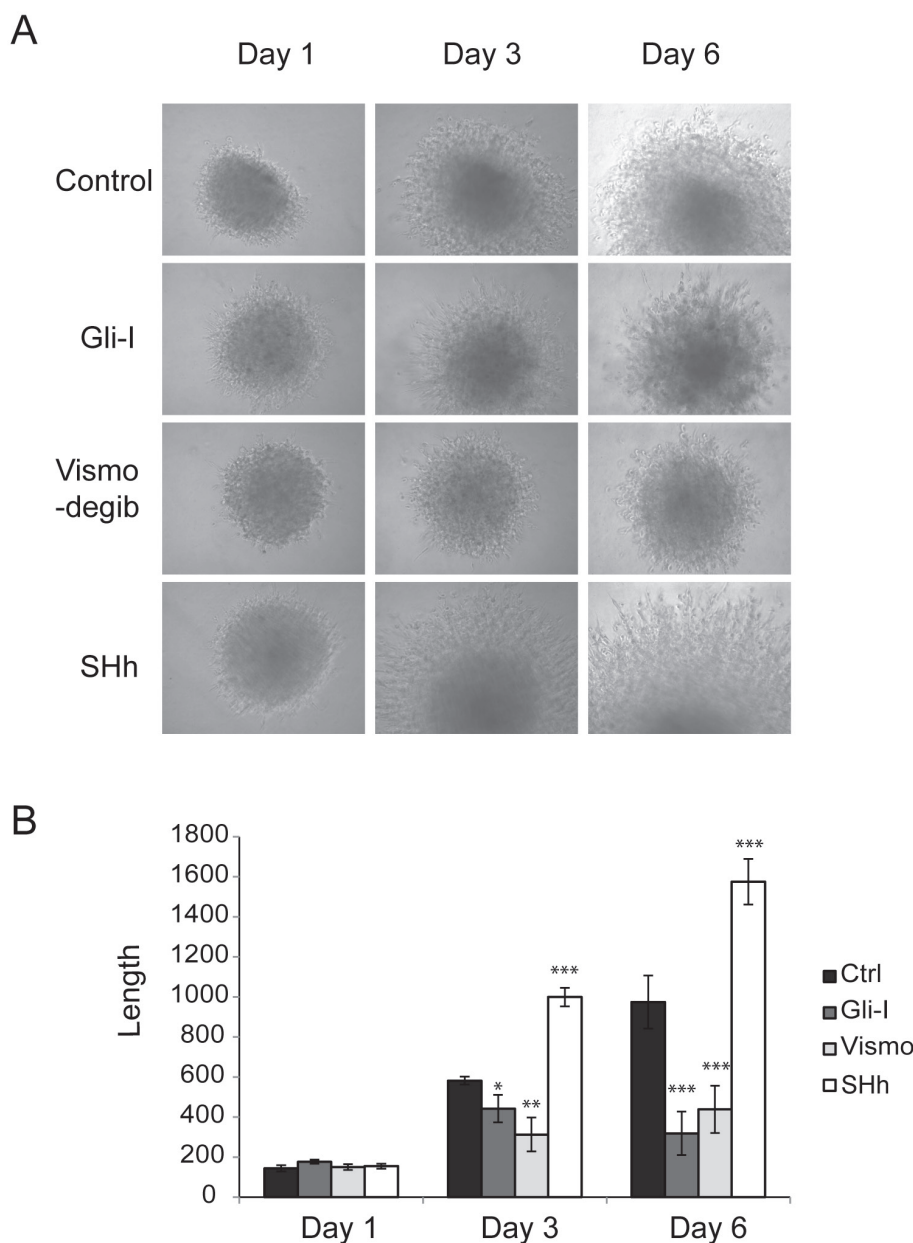 A
Day 1 Day 3 Day 6
Control
Gli-I
Vismo
-degib
SHh
B
Length
1800
1600
1400
1200
1000
800
600
400
200
0
***
*
**
***
***
***
Day 1 Day 3 Day 6
Ctrl
Gli-I
Vismo
SHh